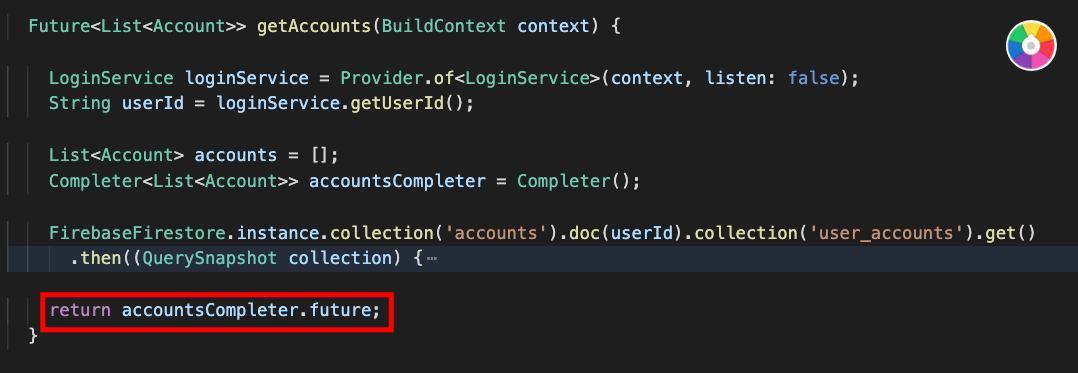 Future<List<Account>> getAccounts(BuildContext context) {
LoginService loginService = Provider.of<LoginService>(context, listen: false);
String userId = loginService.getUserId();
List<Account> accounts = [];
Completer<List<Account>> accountsCompleter = Completer();
FirebaseFirestore.instance.collection('accounts').doc(userId).collection('user_accounts').get()
.then((QuerySnapshot collection) {⋯
return accountsCompleter.future;
}